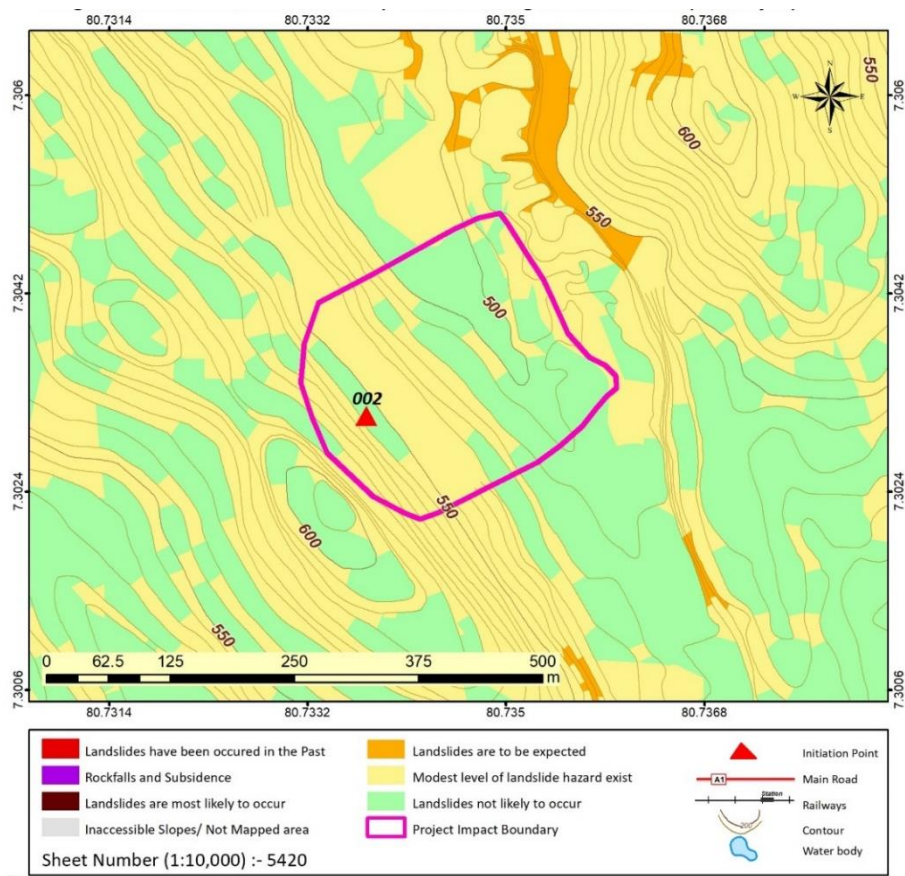 80.7314 80.7332 80.735 80.7368
7.306
7.306
550
600
N
W E
S
550
7.3042
7.3042
500
002
7.3024
7.3024
550
600
550
0 62.5 125 250 375 500
m
7.3006
7.3006
80.7314 80.7332 80.735 80.7368
Landslides have been occured in the Past
Landslides are to be expected
Initiation Point
Rockfalls and Subsidence
Modest level of landslide hazard exist
A1
Main Road
Landslides are most likely to occur
Landslides not likely to occur
Station
Railways
Inaccessible Slopes/ Not Mapped area
Project Impact Boundary
200
Contour
Water body
Sheet Number (1:10,000) :- 5420